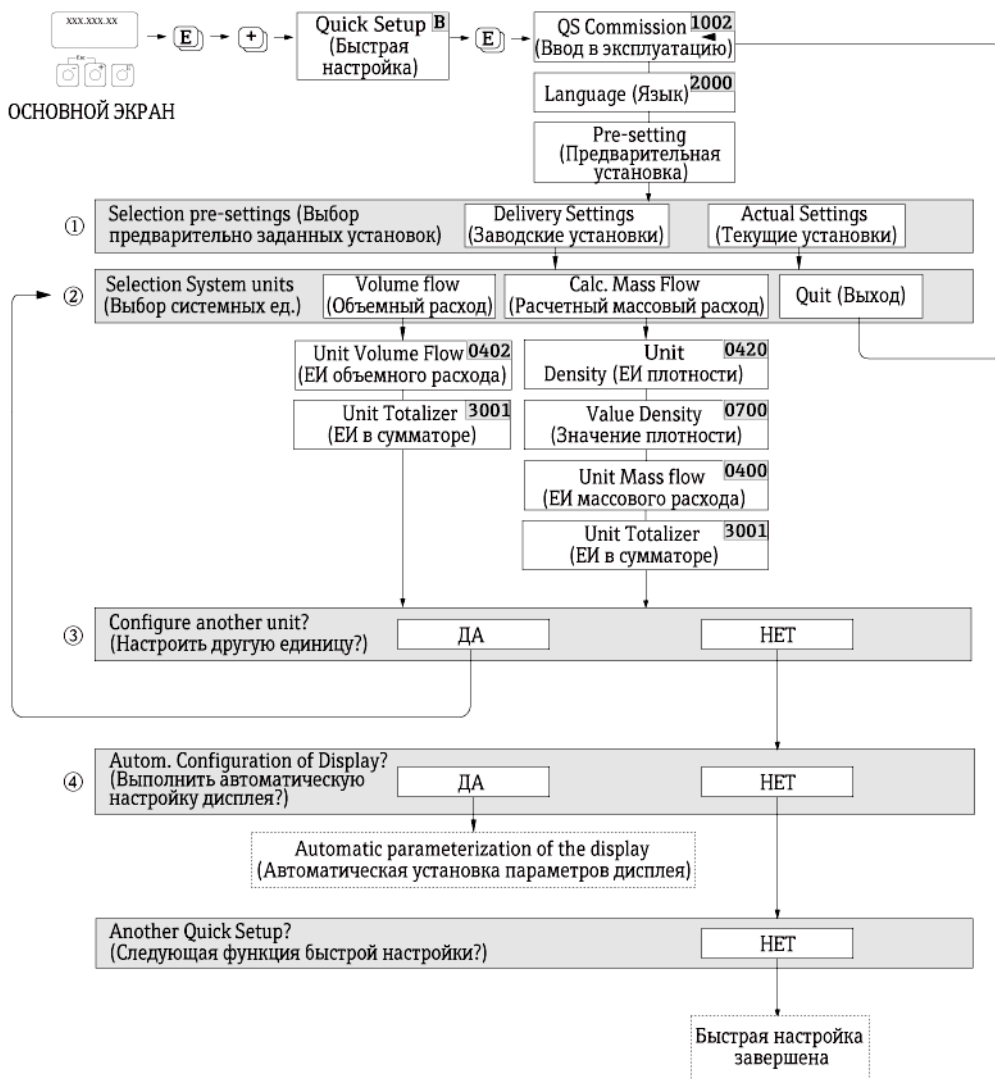 xxx.xxx.xx
Esc
- + E
ОСНОВНОЙ ЭКРАН
E
+
Quick Setup B
(Быстрая
настройка)
E
QS Commission 1002
(Ввод в эксплуатацию)
Language (Язык) 2000
Pre-setting
(Предварительная
установка)
① Selection pre-settings (Выбор
предварительно заданных установок)
Delivery Settings
(Заводские установки)
Actual Settings
(Текущие установки)
② Selection System units
(Выбор системных ед.)
Volume flow
(Объемный расход)
Calc. Mass Flow
(Расчетный массовый расход)
Quit (Выход)
Unit Volume Flow 0402
(ЕИ объемного расхода)
Unit Totalizer 3001
(ЕИ в сумматоре)
Unit 0420
Density (ЕИ плотности)
Value Density 0700
(Значение плотности)
Unit Mass flow 0400
(ЕИ массового расхода)
Unit Totalizer 3001
(ЕИ в сумматоре)
③ Configure another unit?
(Настроить другую единицу?)
ДА
НЕТ
④ Autom. Configuration of Display?
(Выполнить автоматическую
настройку дисплея?)
ДА
НЕТ
Automatic parameterization of the display
(Автоматическая установка параметров дисплея)
Another Quick Setup?
(Следующая функция быстрой настройки?)
НЕТ
Быстрая настройка
завершена